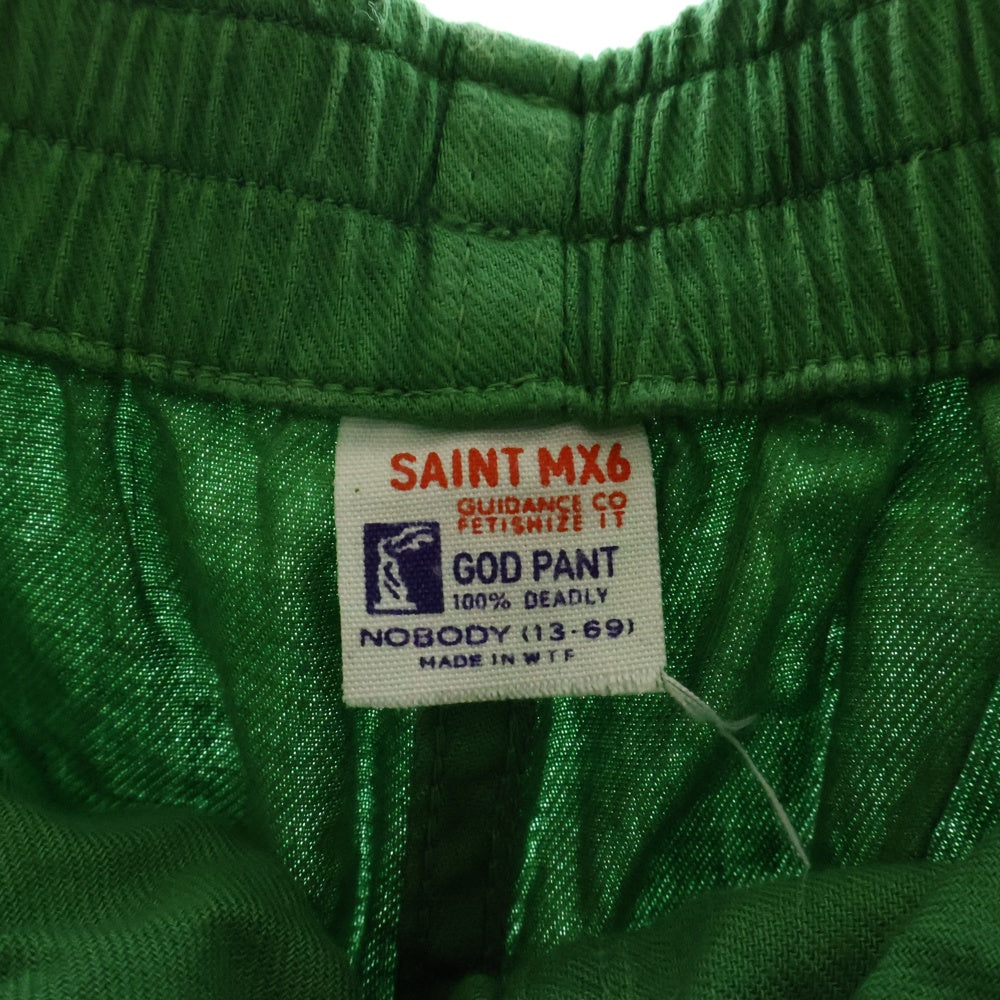 SAINT MX6
GUIDANCE CO
FETISHIZE IT
GOD PANT
100% DEADLY
NOBODY (13-69)
MADE IN WTF